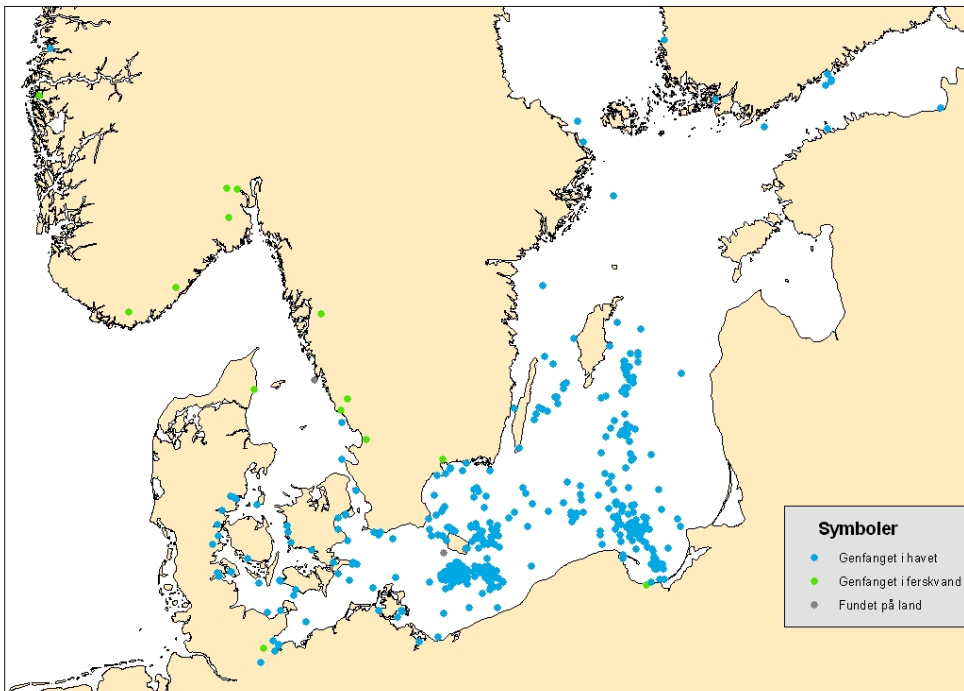 Symboler
Genfanget i havet
Genfanget i ferskvand
Fundet på land